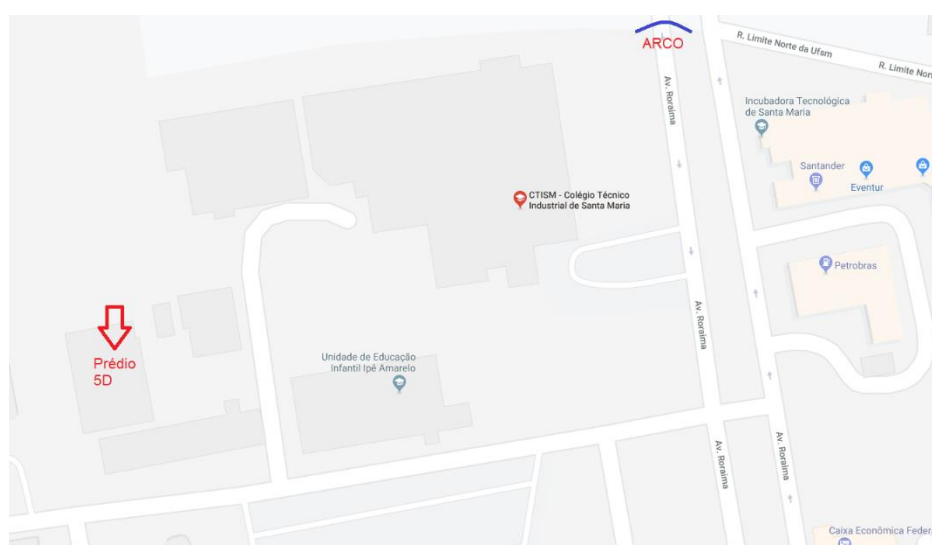 ARCO
R. Limite Norte da Ufsm
R. Limite Nor
Av. Roraima
Incubadora Tecnológica
de Santa Maria
Santander
Eventur
CTISM - Colégio Técnico
Industrial de Santa Maria
Petrobras
Av. Roraima
Prédio
5D
Unidade de Educação
Infantil Ipê Amarelo
Av. Roraima
Av. Roraima
Caixa Econômica Feder